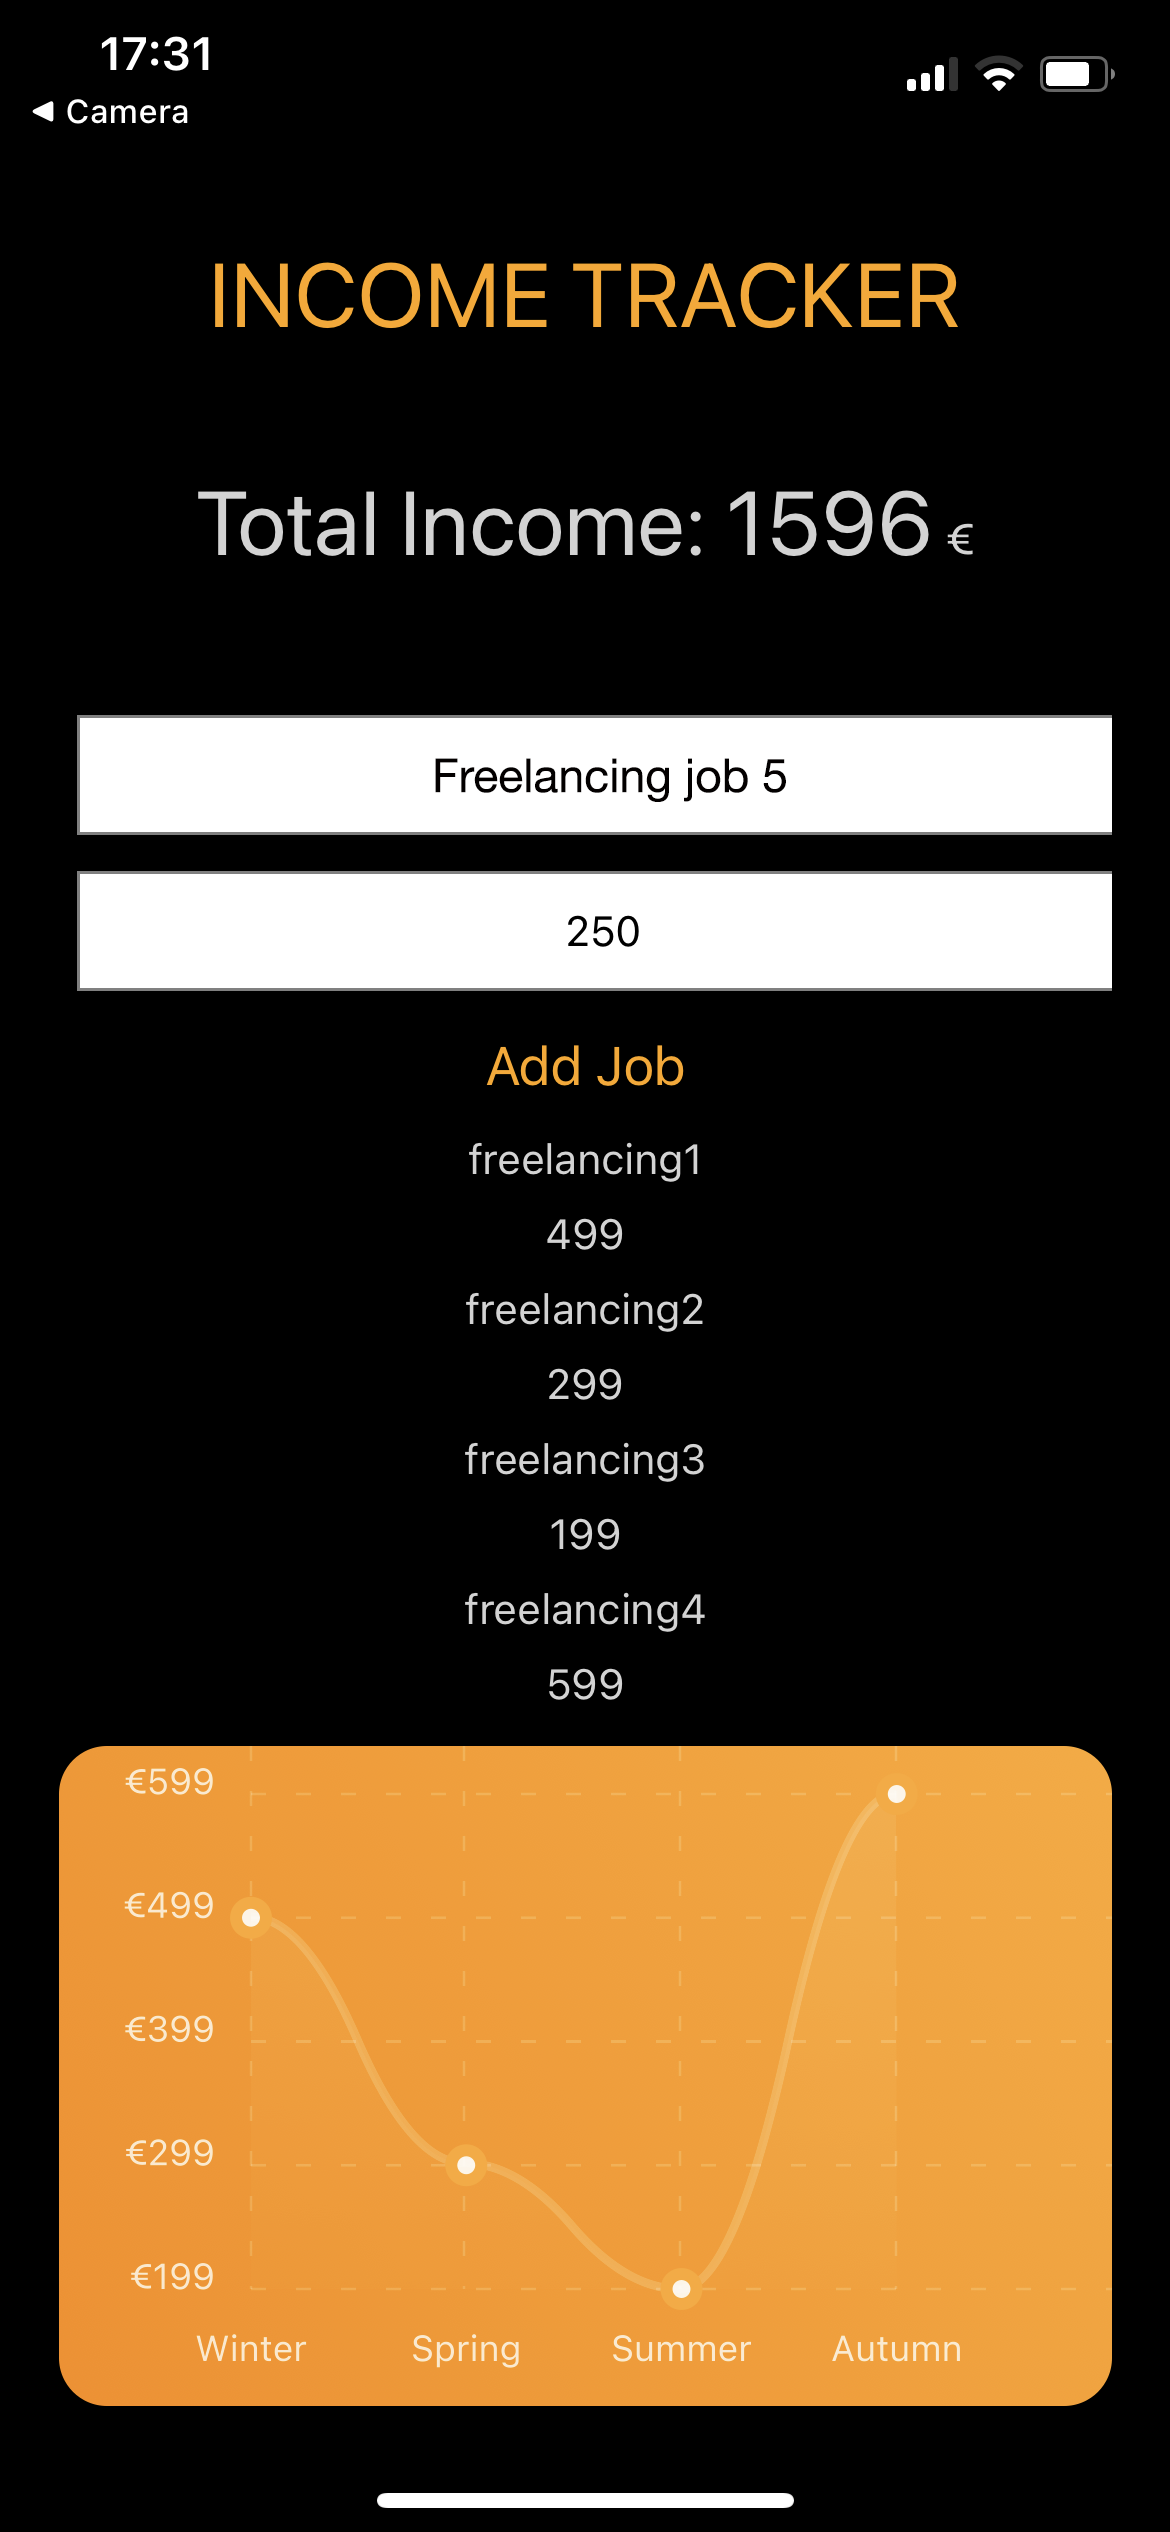 17:31
◀ Camera
INCOME TRACKER
Total Income: 1596 €
Freelancing job 5
250
Add Job
freelancing1
499
freelancing2
299
freelancing3
199
freelancing4
599
€599
€499
€399
€299
€199
Winter Spring Summer Autumn